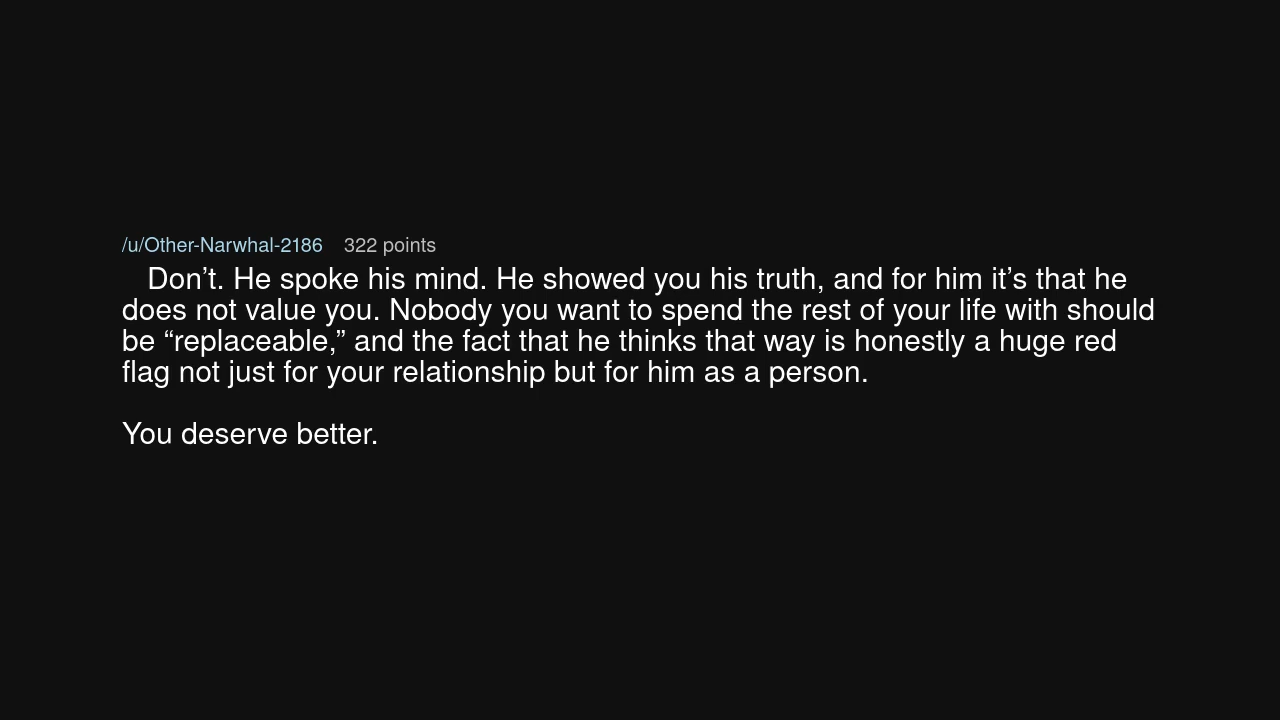 /u/Other-Narwhal-2186 322 points
Don’t. He spoke his mind. He showed you his truth, and for him it’s that he
does not value you. Nobody you want to spend the rest of your life with should
be “replaceable,” and the fact that he thinks that way is honestly a huge red
flag not just for your relationship but for him as a person.
You deserve better.